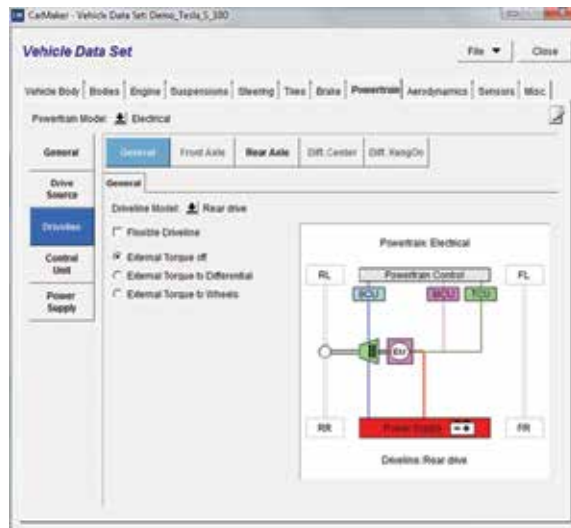 CarMaker - Vehicle Data Set: Demo_Tesla_S_100
Vehicle Data Set File Close
Vehicle Body Bodies Engine Suspensions Steering Tires Brake Powertrain Aerodynamics Sensors Misc.
Powertrain Model: Electrical
General General Front Axle Rear Axle Diff. Center Diff. HangOn
Drive Source General
Driveline Model: Rear drive
Driveline Flexible Driveline
Control Unit External Torque off
External Torque to Differential
Power Supply External Torque to Wheels
Powertrain: Electrical
RL Powertrain Control FL
BCU MCU TCU
RR Power Supply FR
Driveline: Rear drive